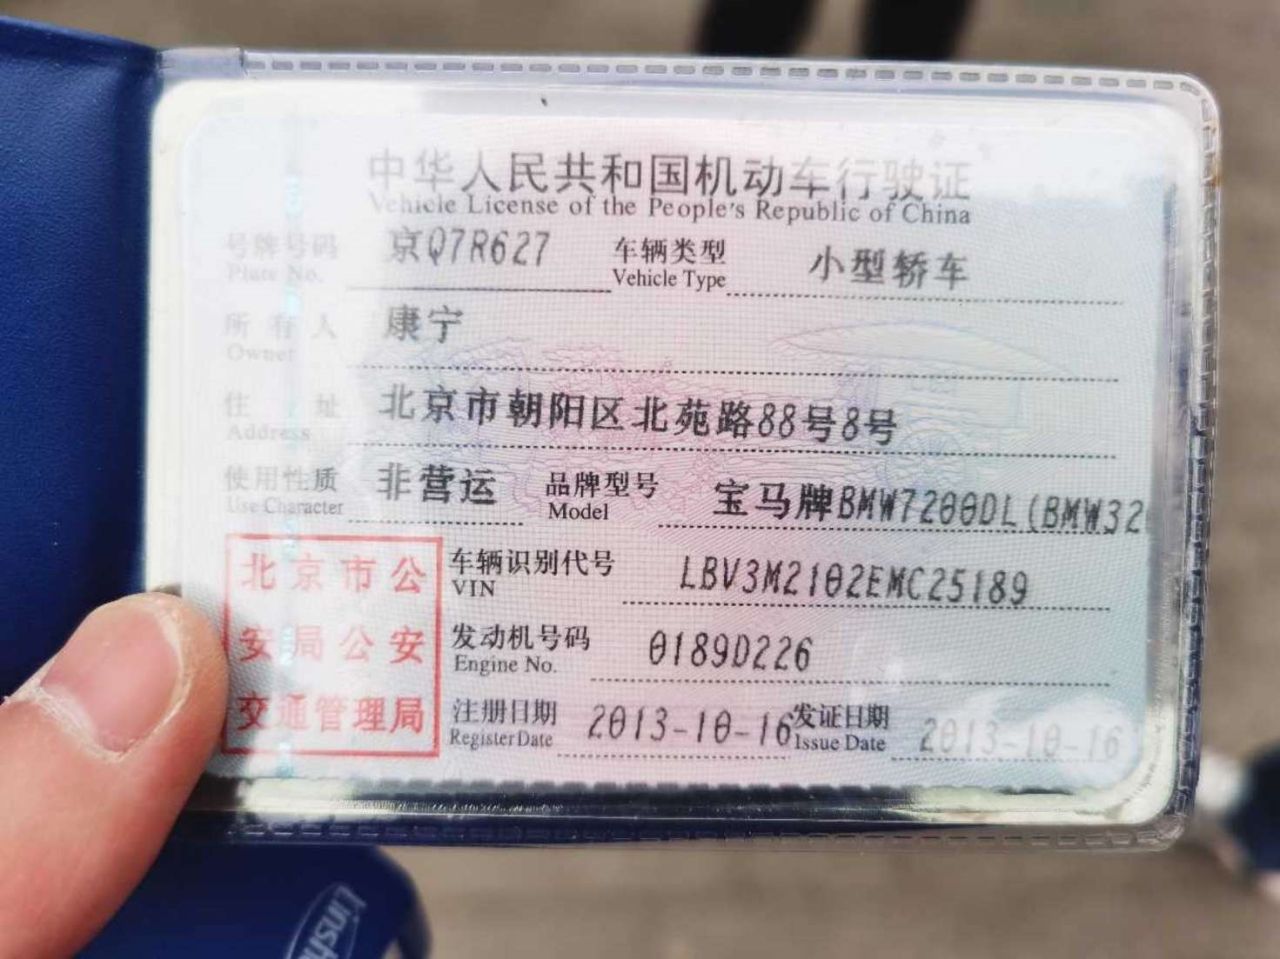 中华人民共和国机动车行驶证
Vehicle License of the People's Republic of China
号牌号码 京Q7R627 车辆类型 小型轿车
Plate No. Vehicle Type
所有人 康宁
Owner
住址 北京市朝阳区北苑路88号8号
Address
使用性质 非营运 品牌型号 宝马牌BMW7200DL(BMW32
Use Character Model
北京市公
安局公安
交通管理局
车辆识别代号 LBV3M2102EMC25189
VIN
发动机号码 0189D226
Engine No.
注册日期 2013-10-16 发证日期 2013-10-16
Register Date Issue Date